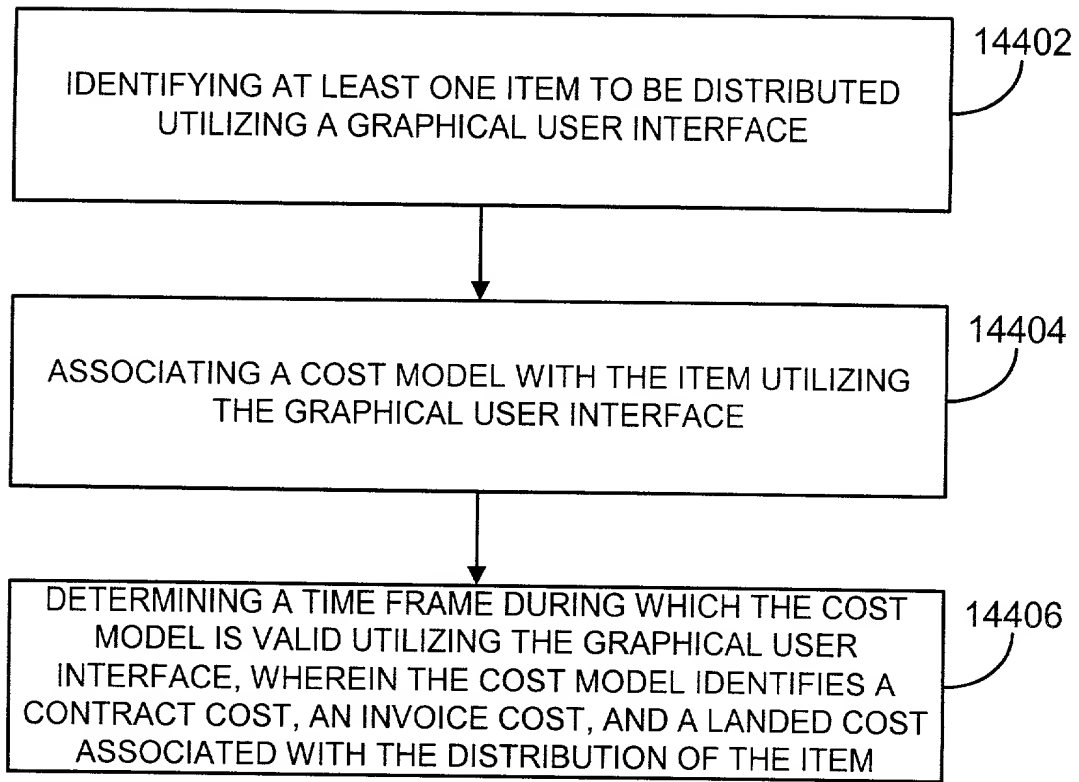 14402
IDENTIFYING AT LEAST ONE ITEM TO BE DISTRIBUTED
UTILIZING A GRAPHICAL USER INTERFACE
14404
ASSOCIATING A COST MODEL WITH THE ITEM UTILIZING
THE GRAPHICAL USER INTERFACE
14406
DETERMINING A TIME FRAME DURING WHICH THE COST
MODEL IS VALID UTILIZING THE GRAPHICAL USER
INTERFACE, WHEREIN THE COST MODEL IDENTIFIES A
CONTRACT COST, AN INVOICE COST, AND A LANDED COST
ASSOCIATED WITH THE DISTRIBUTION OF THE ITEM